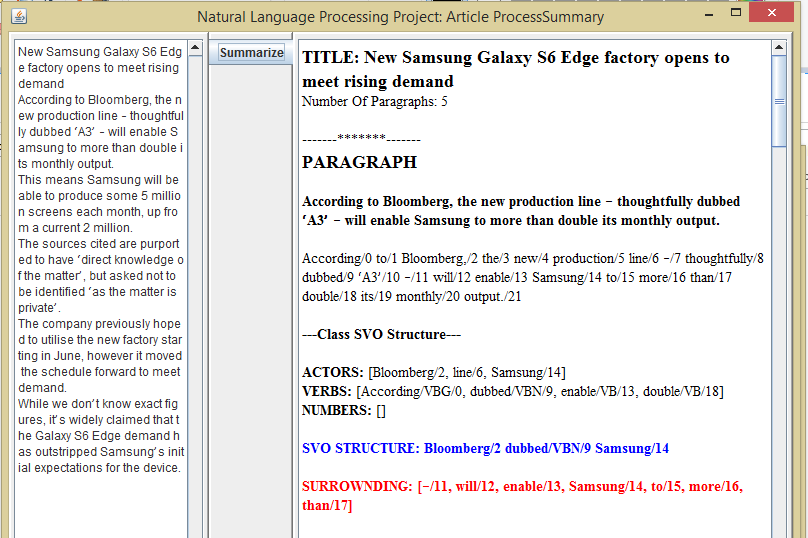 Natural Language Processing Project: Article ProcessSummary
New Samsung Galaxy S6 Edg
e factory opens to meet rising
demand
According to Bloomberg, the n
ew production line – thoughtful
ly dubbed ‘A3’ – will enable S
amsung to more than double i
ts monthly output.
This means Samsung will be
able to produce some 5 millio
n screens each month, up fro
m a current 2 million.
The sources cited are purport
ed to have ‘direct knowledge o
f the matter’, but asked not to
be identified ‘as the matter is
private’.
The company previously hope
d to utilise the new factory star
ting in June, however it moved
the schedule forward to meet
demand.
While we don’t know exact fig
ures, it’s widely claimed that t
he Galaxy S6 Edge demand h
as outstripped Samsung’s init
ial expectations for the device.
Summarize
TITLE: New Samsung Galaxy S6 Edge factory opens to
meet rising demand
Number Of Paragraphs: 5
-------*******-------
PARAGRAPH
According to Bloomberg, the new production line – thoughtfully dubbed
‘A3’ – will enable Samsung to more than double its monthly output.
According/0 to/1 Bloomberg,/2 the/3 new/4 production/5 line/6 –/7 thoughtfully/8
dubbed/9 ‘A3’/10 –/11 will/12 enable/13 Samsung/14 to/15 more/16 than/17
double/18 its/19 monthly/20 output./21
---Class SVO Structure---
ACTORS: [Bloomberg/2, line/6, Samsung/14]
VERBS: [According/VBG/0, dubbed/VBN/9, enable/VB/13, double/VB/18]
NUMBERS: []
SVO STRUCTURE: Bloomberg/2 dubbed/VBN/9 Samsung/14
SURROWNDING: [–/11, will/12, enable/13, Samsung/14, to/15, more/16,
than/17]